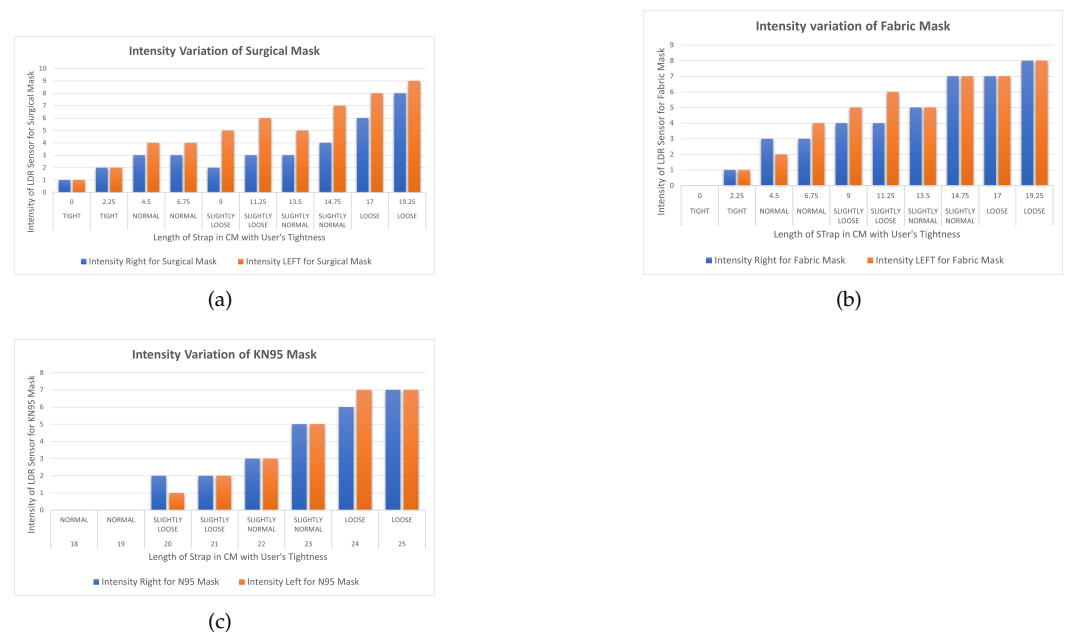 Intensity Variation of Surgical Mask
Intensity of LDR Sensor for Surgical Mask
10
9
8
7
6
5
4
3
2
1
0
0 2.25 4.5 6.75 9 11.25 13.5 14.75 17 19.25
TIGHT TIGHT NORMAL NORMAL SLIGHTLY SLIGHTLY SLIGHTLY SLIGHTLY LOOSE LOOSE
LOOSE LOOSE NORMAL NORMAL
Length of Strap in CM with User's Tightness
Intensity Right for Surgical Mask Intensity LEFT for Surgical Mask
(a)
Intensity variation of Fabric Mask
Intensity of LDR Sensor for Fabric Mask
9
8
7
6
5
4
3
2
1
0
0 2.25 4.5 6.75 9 11.25 13.5 14.75 17 19.25
TIGHT TIGHT NORMAL NORMAL SLIGHTLY SLIGHTLY SLIGHTLY SLIGHTLY LOOSE LOOSE
LOOSE LOOSE NORMAL NORMAL
Length of STrap in CM with User's Tightness
Intensity Right for Fabric Mask Intensity LEFT for Fabric Mask
(b)
Intensity Variation of KN95 Mask
Intensity of LDR Sensor for KN95 Mask
8
7
6
5
4
3
2
1
0
NORMAL NORMAL SLIGHTLY SLIGHTLY SLIGHTLY SLIGHTLY LOOSE LOOSE
LOOSE LOOSE NORMAL NORMAL
18 19 20 21 22 23 24 25
Length of Strap in CM with User's Tightness
Intensity Right for N95 Mask Intensity Left for N95 Mask
(c)